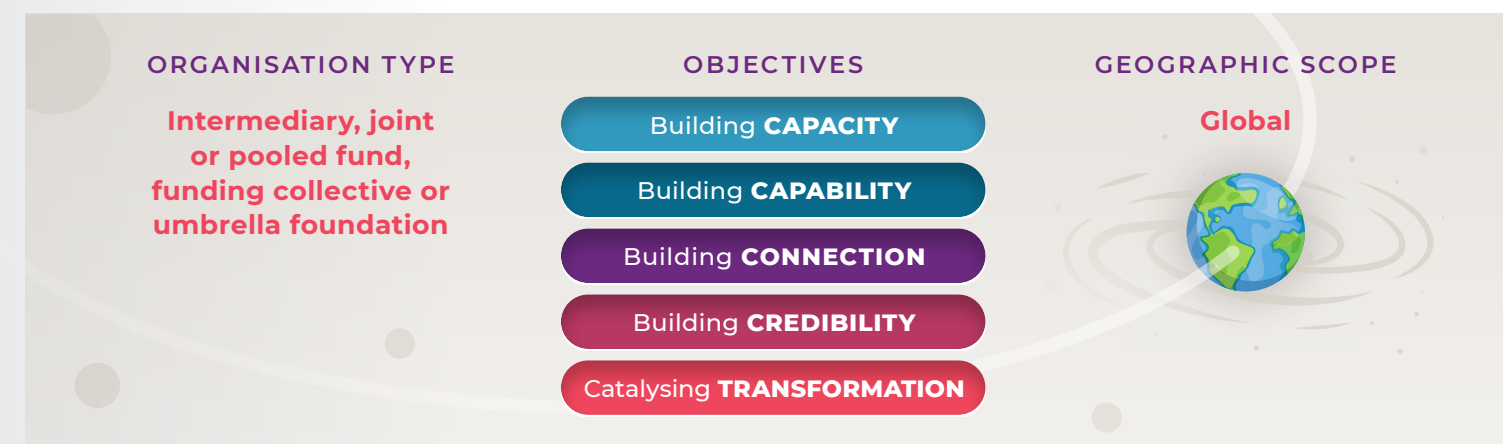 ORGANISATION TYPE
Intermediary, joint
or pooled fund,
funding collective or
umbrella foundation
OBJECTIVES
Building CAPACITY
Building CAPABILITY
Building CONNECTION
Building CREDIBILITY
Catalysing TRANSFORMATION
GEOGRAPHIC SCOPE
Global